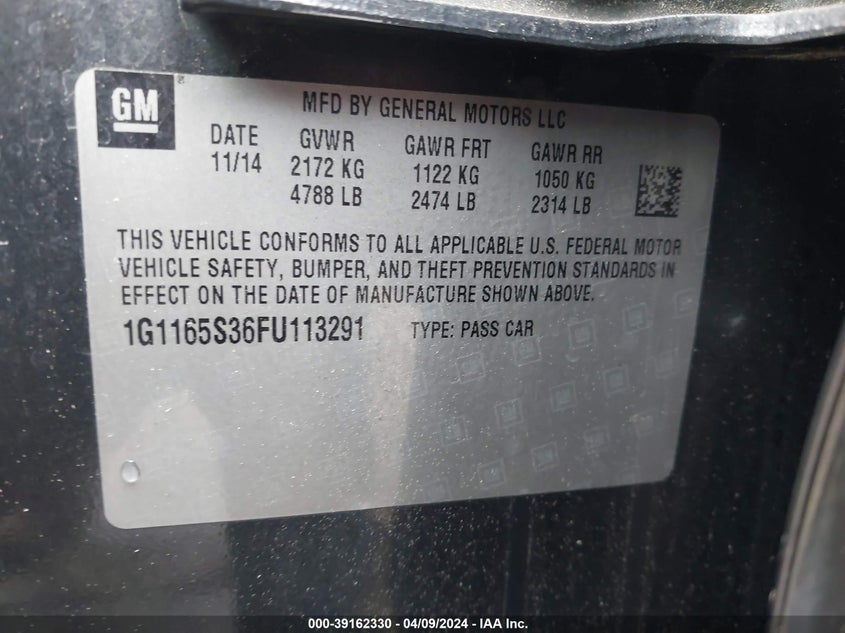 GM
MFD BY GENERAL MOTORS LLC
DATE GVWR GAWR FRT GAWR RR
11/14 2172 KG 1122 KG 1050 KG
4788 LB 2474 LB 2314 LB
THIS VEHICLE CONFORMS TO ALL APPLICABLE U.S. FEDERAL MOTOR
VEHICLE SAFETY, BUMPER, AND THEFT PREVENTION STANDARDS IN
EFFECT ON THE DATE OF MANUFACTURE SHOWN ABOVE.
1G1165S36FU113291 TYPE: PASS CAR
000-39162330 - 04/09/2024 - IAA Inc.